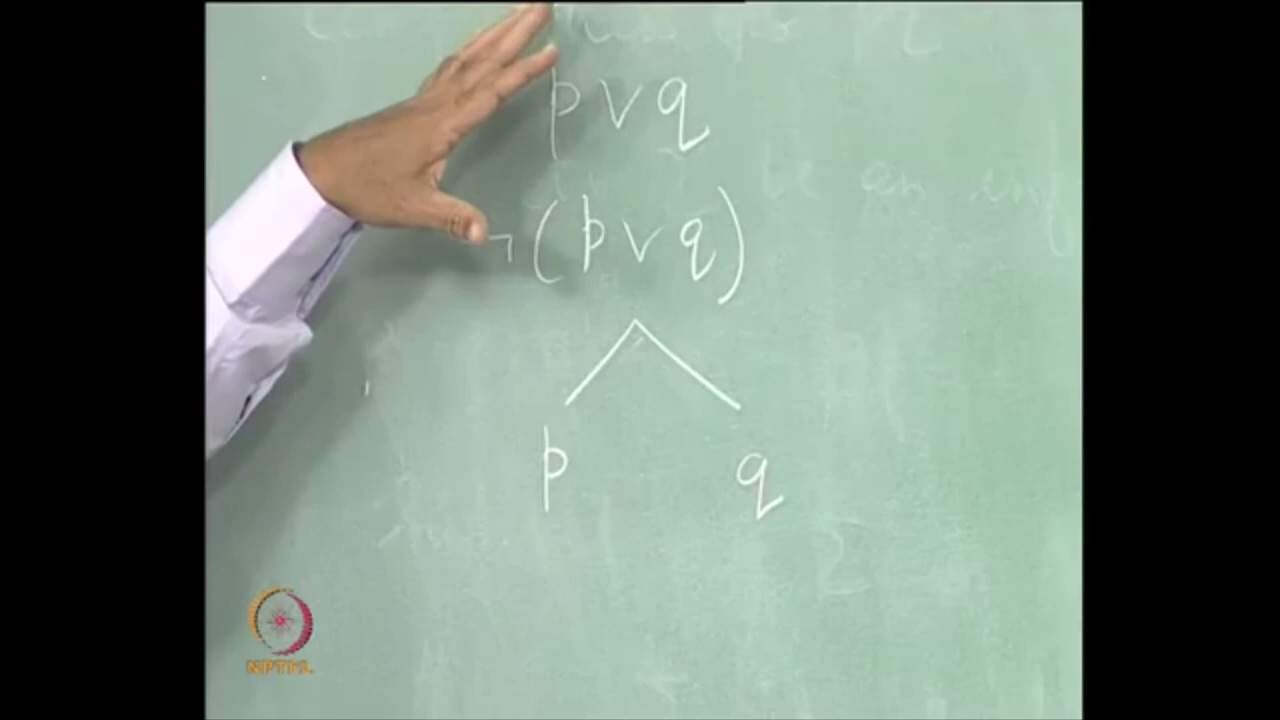 p ∨ q
¬(p ∨ q)
p q
NPTEL